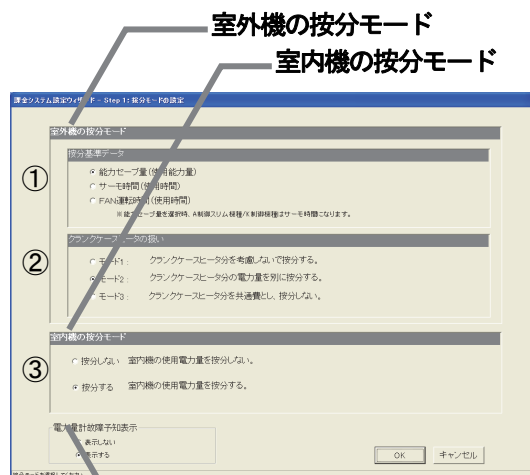 室外機の按分モード
室内機の按分モード
課金システム設定ウィザード - Step 1: 按分モードの設定
室外機の按分モード
按分基準データ
①
能力セーブ量(使用能力量)
サーモ時間(使用時間)
FAN運転時間(使用時間)
※能力セーブ量を選択時、A制御スリム機種/K制御機種はサーモ時間になります。
クランクケースヒータの扱い
②
モード1: クランクケースヒータ分を考慮しないで按分する。
モード2: クランクケースヒータ分の電力量を別に按分する。
モード3: クランクケースヒータ分を共通費とし、按分しない。
室内機の按分モード
③
按分しない 室内機の使用電力量を按分しない。
按分する 室内機の使用電力量を按分する。
電力量計故障予知表示
表示しない
表示する
OK キャンセル